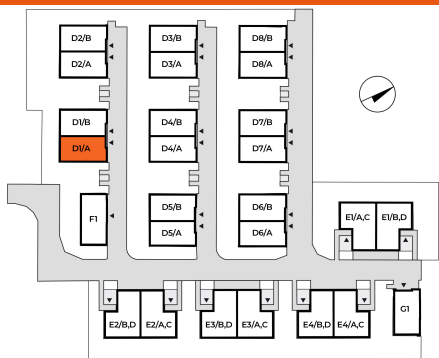 D2/B D3/B D8/B
D2/A D3/A D8/A
D1/B D4/B D7/B
D1/A D4/A D7/A
F1 D5/B D6/B E1/A,C E1/B,D
D5/A D6/A
G1
E2/B,D E2/A,C E3/B,D E3/A,C E4/B,D E4/A,C